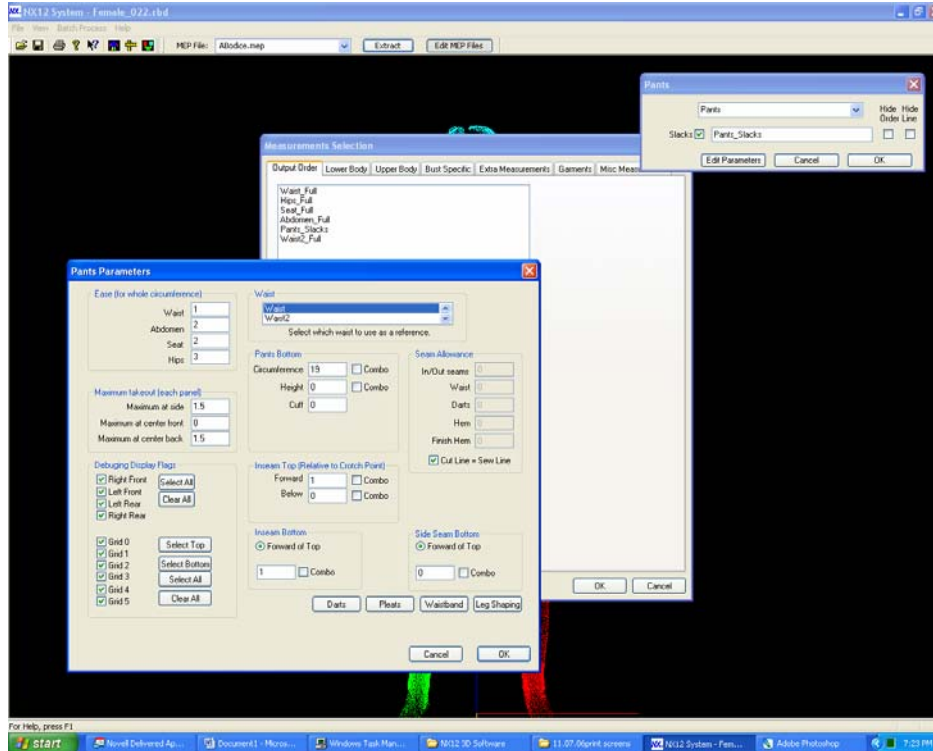 NX12 System - Female_022.rbd
File View Batch Process Help
MEP File: Allodice.mep Extract Edit MEP Files
Pants
Pants Hide Hide
Order Line
Slacks Pants_Slacks
Edit Parameters Cancel OK
Measurements Selection
Output Order Lower Body Upper Body Bust Specific Extra Measurements Garments Misc Meas
Waist_Full
Hips_Full
Seat_Full
Abdomen_Full
Pants_Slacks
Waist2_Full
OK Cancel
Pants Parameters
Ease (for whole circumference)
Waist 1
Abdomen 2
Seat 2
Hips 3
Maximum takeout (each panel)
Maximum at side 1.5
Maximum at center front 0
Maximum at center back 1.5
Debuging Display Flags
Right Front Select All
Left Front
Left Rear Clear All
Right Rear
Grid 0 Select Top
Grid 1
Grid 2 Select Bottom
Grid 3 Select All
Grid 4
Grid 5 Clear All
Waist
Waist
Waist2
Select which waist to use as a reference.
Pants Bottom
Circumference 19 Combo
Height 0 Combo
Cuff 0
Seam Allowance
In/Out seams 0
Waist 0
Darts 0
Hem 0
Finish Hem 0
Cut Line = Sew Line
Inseam Top (Relative to Crotch Point)
Forward 1 Combo
Below 0 Combo
Inseam Bottom
Forward of Top
1 Combo
Side Seam Bottom
Forward of Top
0 Combo
Darts Pleats Waistband Leg Shaping
Cancel OK
For Help, press F1
start Novell Delivered Ap... Document1 - Micros... Windows Task Man... NX12 3D Software 11.07.06print screens NX12 System - Fem... Adobe Photoshop 7:23 PM